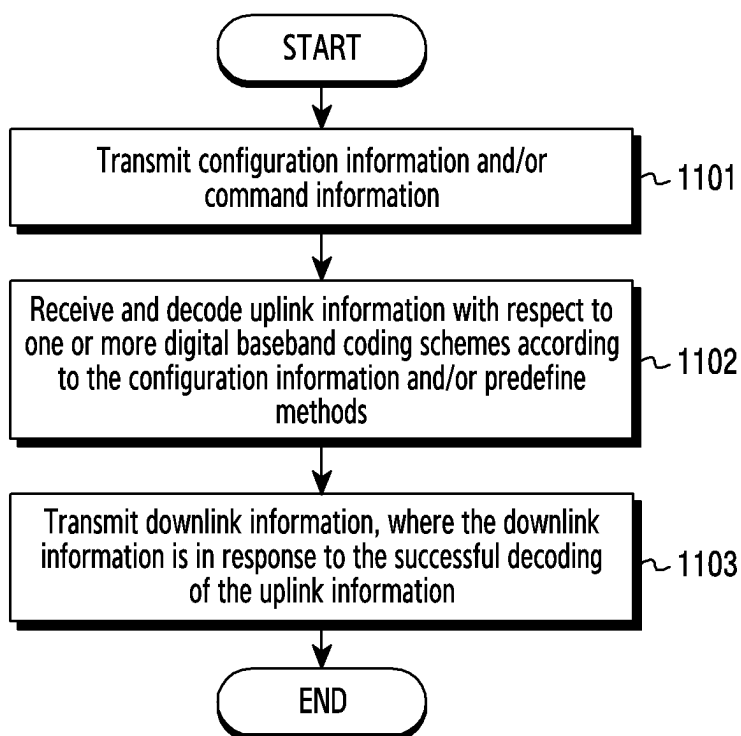 START
Transmit configuration information and/or
command information
1101
Receive and decode uplink information with respect to
one or more digital baseband coding schemes according
to the configuration information and/or predefine
methods
1102
Transmit downlink information, where the downlink
information is in response to the successful decoding
of the uplink information
1103
END